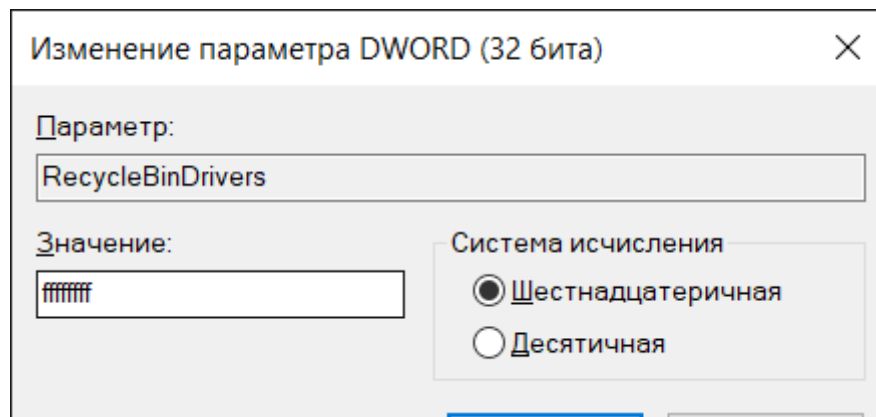 Изменение параметра DWORD (32 бита)
Параметр:
RecycleBinDrivers
Значение:
ffffffff
Система исчисления
Шестнадцатеричная
Десятичная